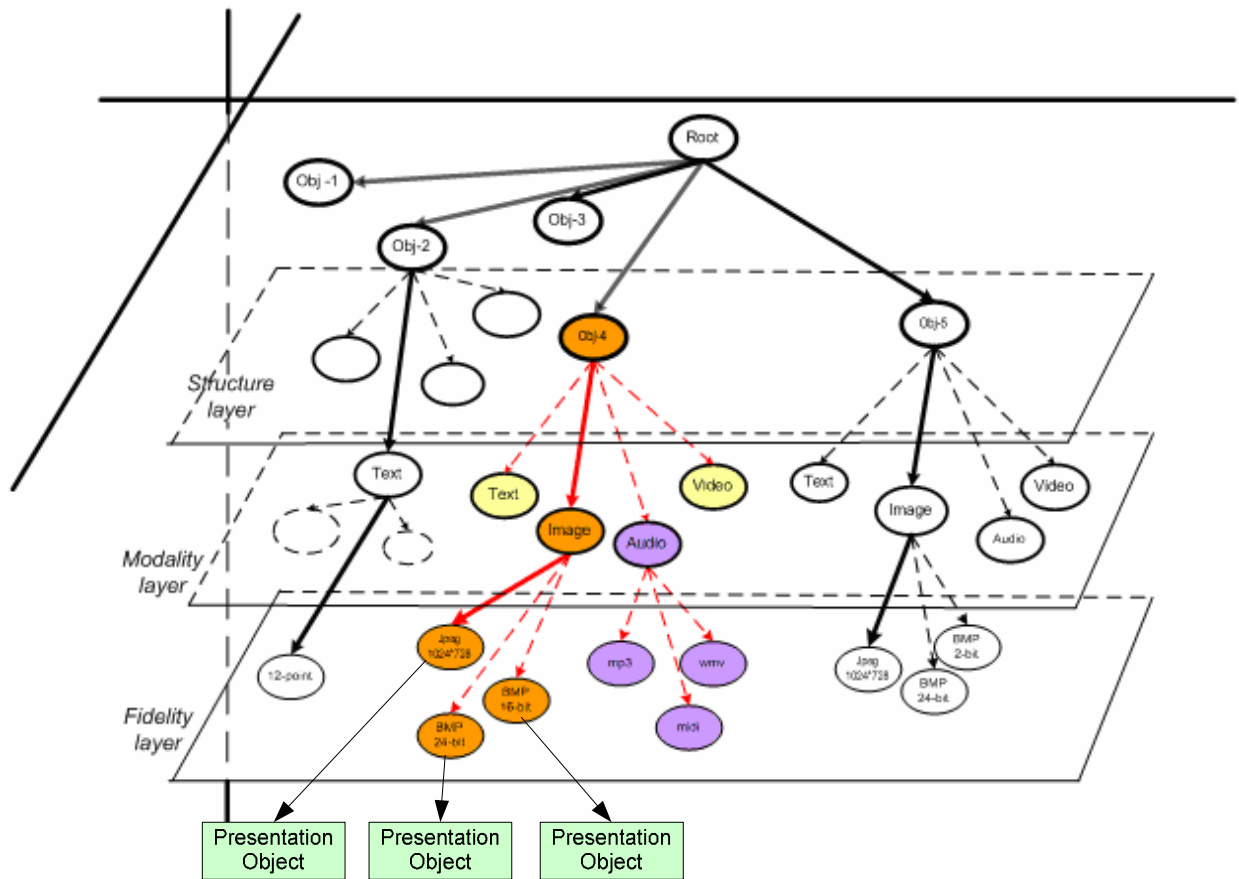 Root
Obj -1
Obj-3
Obj-2
Obj-4
Obj-5
Structure
layer
Text
Text
Video
Text
Video
Image
Image
Audio
Audio
Modality
layer
Jpeg
1024*728
BMP
2-bit
12-point
mp3
wmv
Jpeg
1024*728
BMP
16-bit
BMP
24-bit
Fidelity
layer
BMP
24-bit
midi
Presentation
Object
Presentation
Object
Presentation
Object